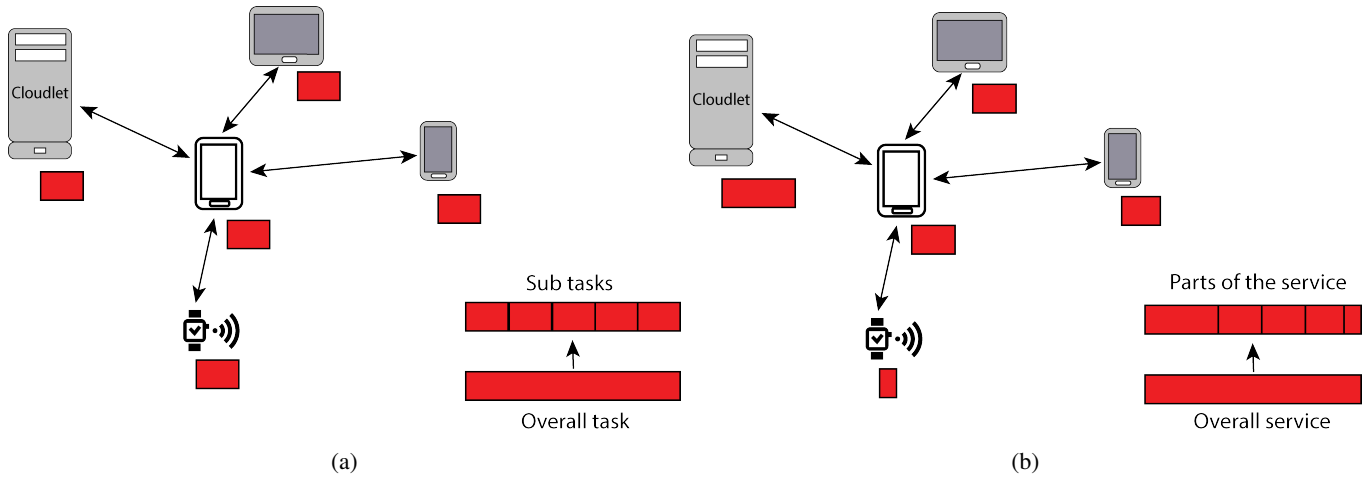 Cloudlet
Sub tasks
Overall task
(a)
Cloudlet
Parts of the service
Overall service
(b)